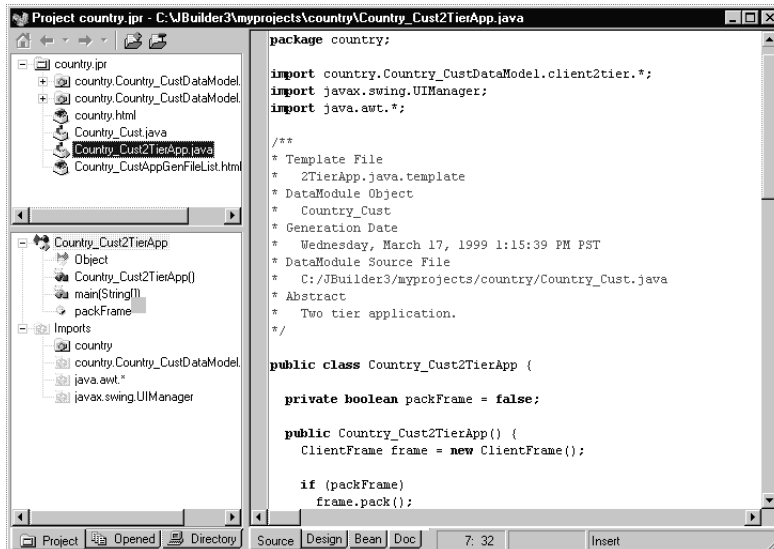 Project country.jpr - C:\JBuilder3\myprojects\country\Country_Cust2TierApp.java
country.jpr
country.Country_CustDataModel.
country.Country_CustDataModel.
country.html
Country_Cust.java
Country_Cust2TierApp.java
Country_CustAppGenFileList.html
Country_Cust2TierApp
Object
Country_Cust2TierApp()
main(String[])
packFrame
Imports
country
country.Country_CustDataModel.
java.awt.*
javax.swing.UIManager
Project Opened Directory
package country;
import country.Country_CustDataModel.client2tier.*;
import javax.swing.UIManager;
import java.awt.*;
/**
* Template File
*   2TierApp.java.template
* DataModule Object
*   Country_Cust
* Generation Date
*   Wednesday, March 17, 1999 1:15:39 PM PST
* DataModule Source File
*   C:/JBuilder3/myprojects/country/Country_Cust.java
* Abstract
*   Two tier application.
*/
public class Country_Cust2TierApp {
private boolean packFrame = false;
public Country_Cust2TierApp() {
ClientFrame frame = new ClientFrame();
if (packFrame)
frame.pack();
Source Design Bean Doc 7: 32 Insert